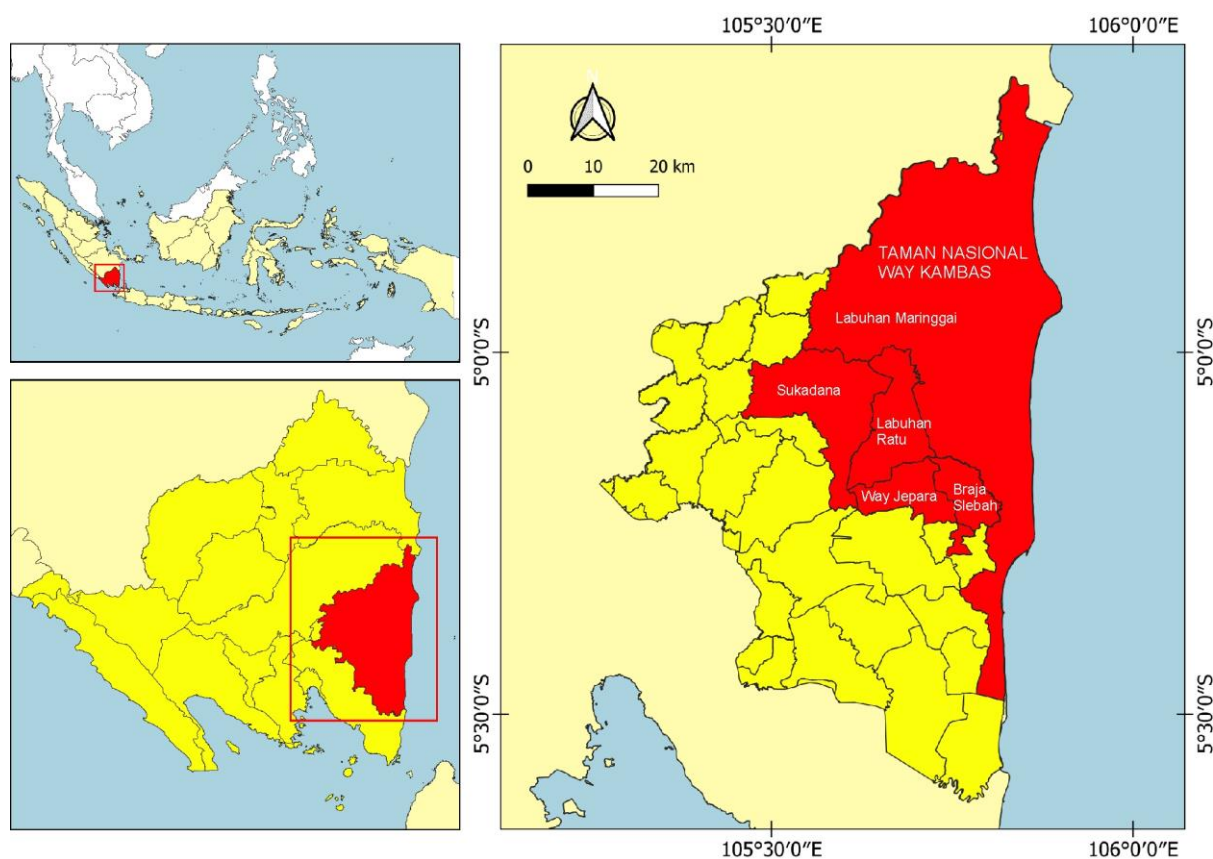 105°30′0″E
106°0′0″E
N
0
10
20 km
TAMAN NASIONAL
WAY KAMBAS
Labuhan Maringgai
5°0′0″S
5°0′0″S
Sukadana
Labuhan
Ratu
Way Jepara
Braja
Slebah
5°30′0″S
5°30′0″S
105°30′0″E
106°0′0″E